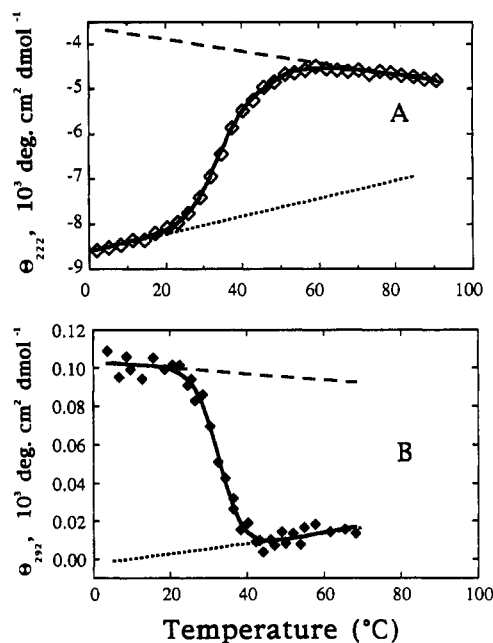 -4
-5
-6
-7
-8
-9
Θ222, 10³ deg. cm² dmol⁻¹
A
0 20 40 60 80 100
0.12
0.10
0.08
0.06
0.04
0.02
0.00
Θ292, 10³ deg. cm² dmol⁻¹
B
0 20 40 60 80 100
Temperature (°C)